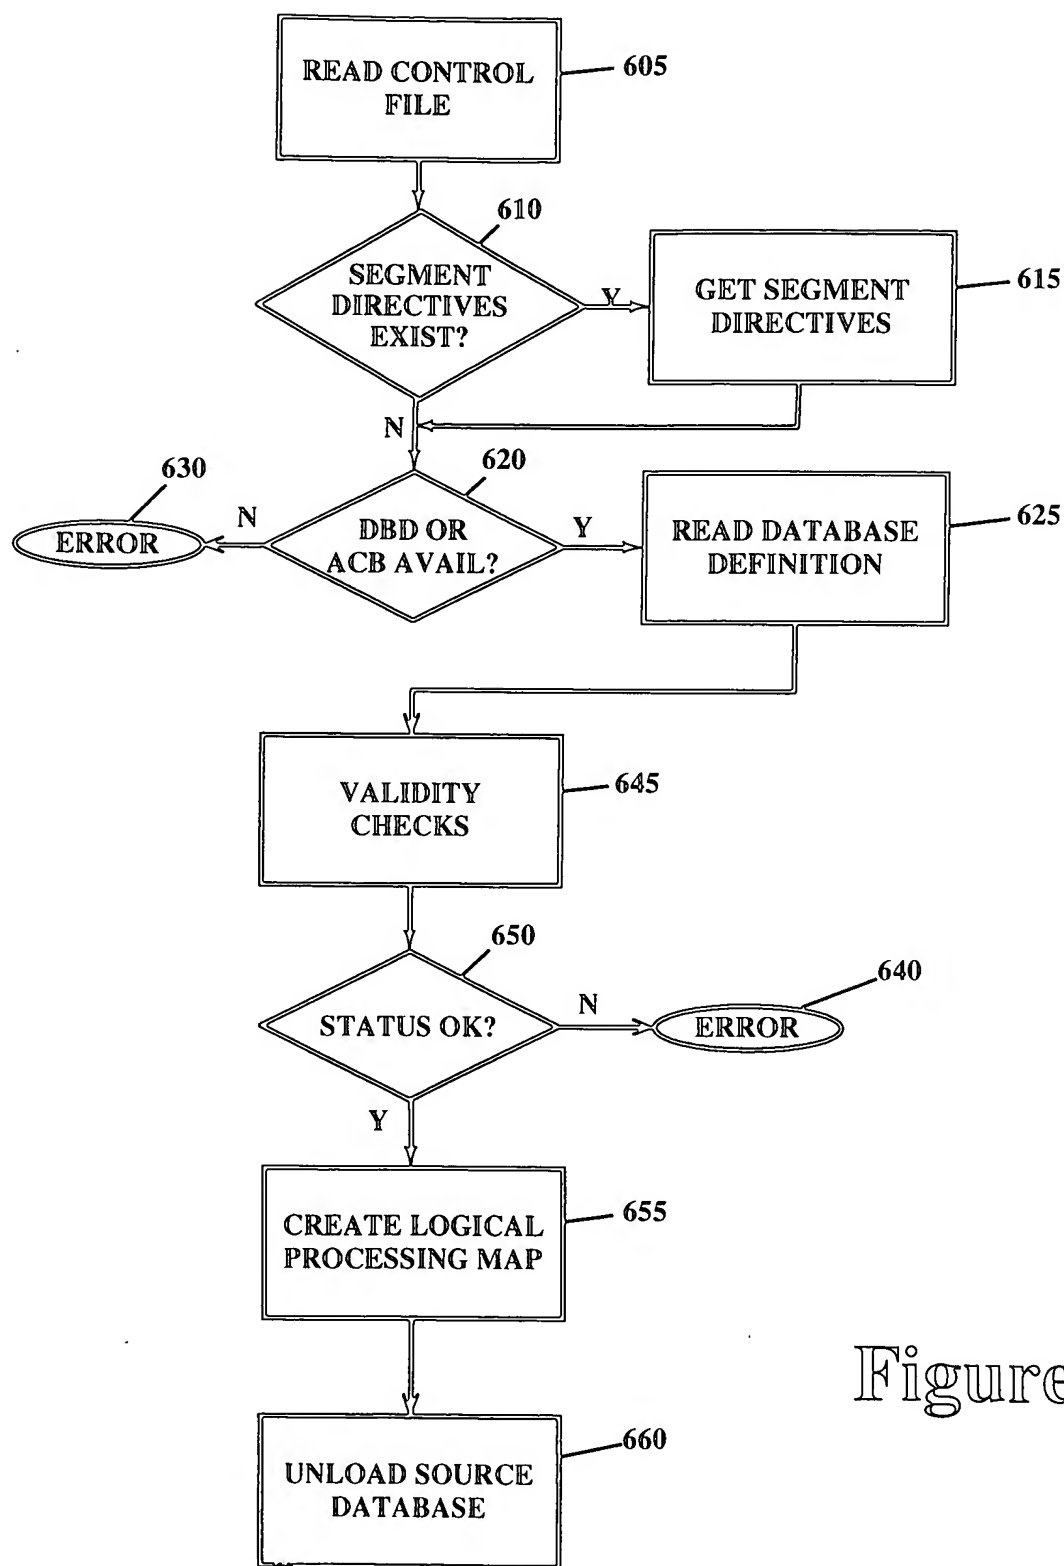 READ CONTROL
FILE
605
610
SEGMENT
DIRECTIVES
EXIST?
Y
GET SEGMENT
DIRECTIVES
615
N
630
ERROR
N
620
DBD OR
ACB AVAIL?
Y
READ DATABASE
DEFINITION
625
VALIDITY
CHECKS
645
650
STATUS OK?
N
640
ERROR
Y
CREATE LOGICAL
PROCESSING MAP
655
Figure
UNLOAD SOURCE
DATABASE
660